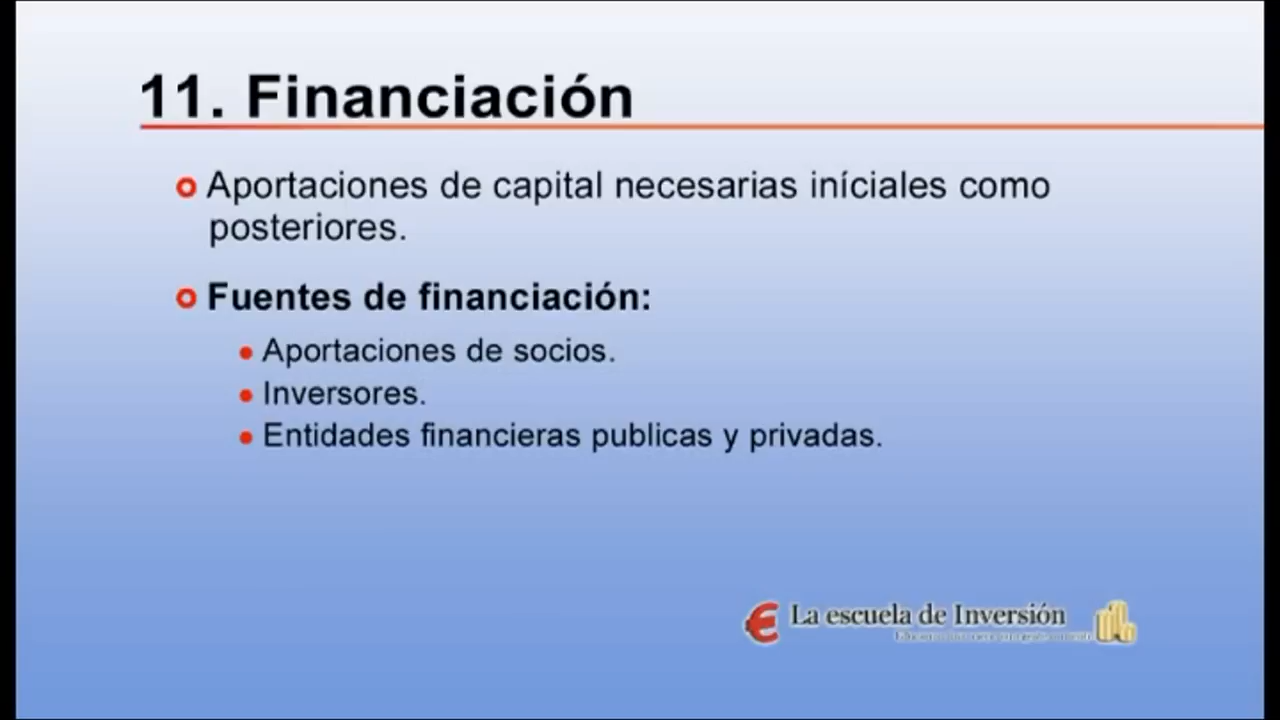 11. Financiación
Aportaciones de capital necesarias iníciales como
posteriores.
Fuentes de financiación:
Aportaciones de socios.
Inversores.
Entidades financieras publicas y privadas.
La escuela de Inversión